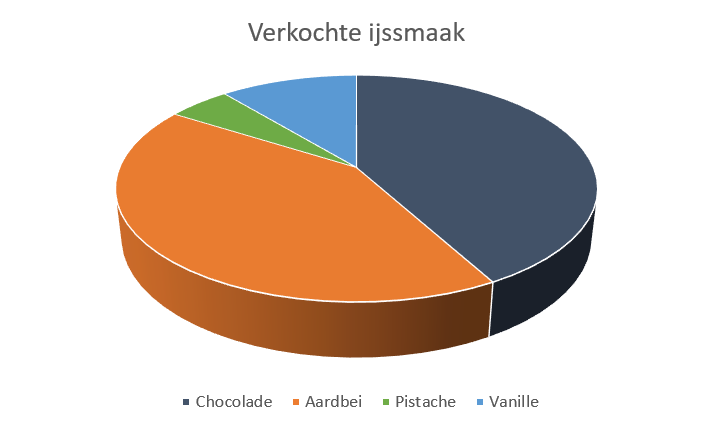 Verkochte ijssmaak
Chocolade Aardbei Pistache Vanille